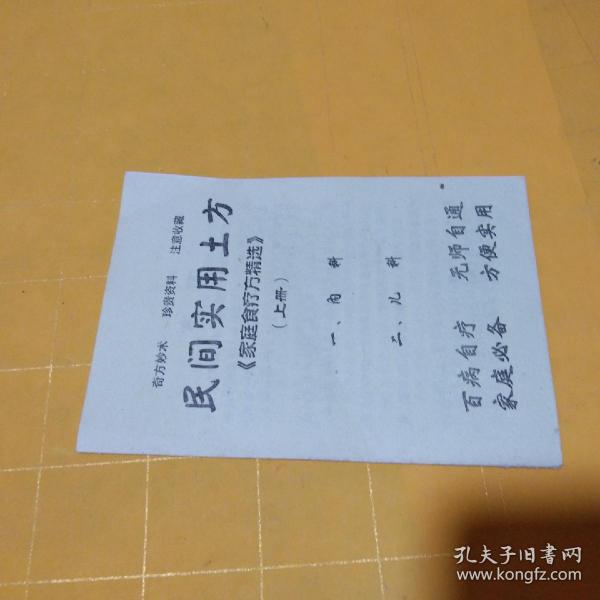 奇方妙术 珍贵资料 注意收藏
民间实用土方
《家庭食疗方精选》
(上册)
一、内科
二、儿科
百病自疗 无师自通
家庭必备 方便实用
孔夫子旧书网
www.kongfz.com